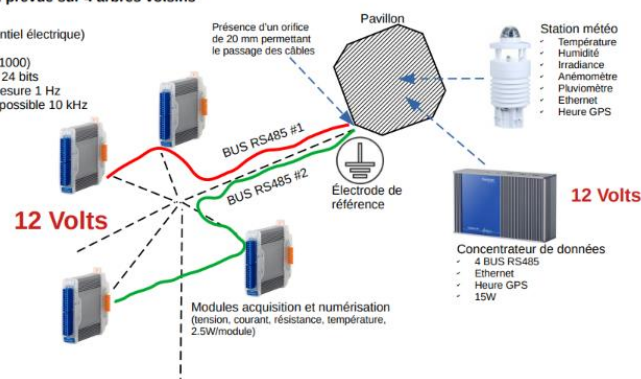 prévue sur 4 arbres voisins
ntiel électrique)
1000)
24 bits
esure 1 Hz
possible 10 kHz
Présence d'un orifice
de 20 mm permettant
le passage des câbles
Pavillon
Station météo
- Température
- Humidité
- Irradiance
- Anémomètre
- Pluviomètre
- Ethernet
- Heure GPS
BUS RS485 #1
BUS RS485 #2
Électrode de
référence
12 Volts
12 Volts
Concentrateur de données
- 4 BUS RS485
- Ethernet
- Heure GPS
- 15W
Modules acquisition et numérisation
(tension, courant, résistance, température,
2.5W/module)